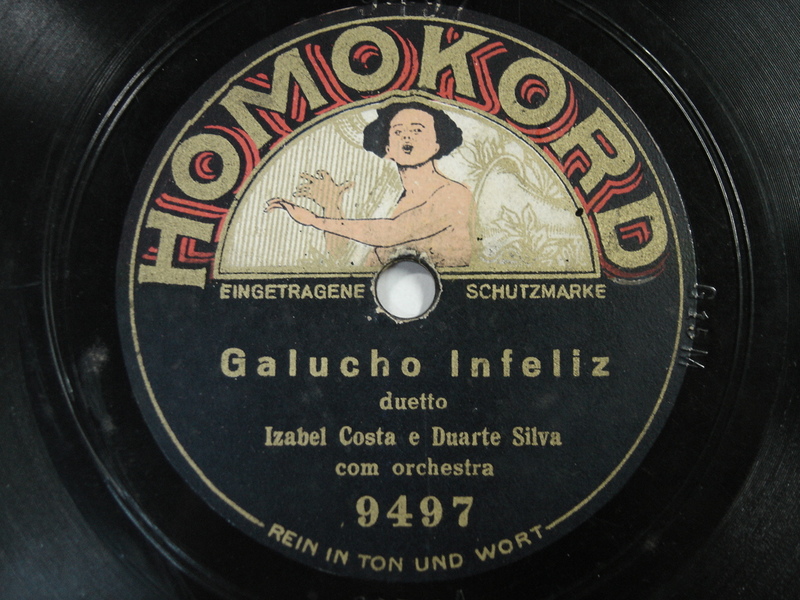 HOMOKORD
EINGETRAGENE SCHUTZMARKE
Galucho Infeliz
duetto
Izabel Costa e Duarte Silva
com orchestra
9497
REIN IN TON UND WORT